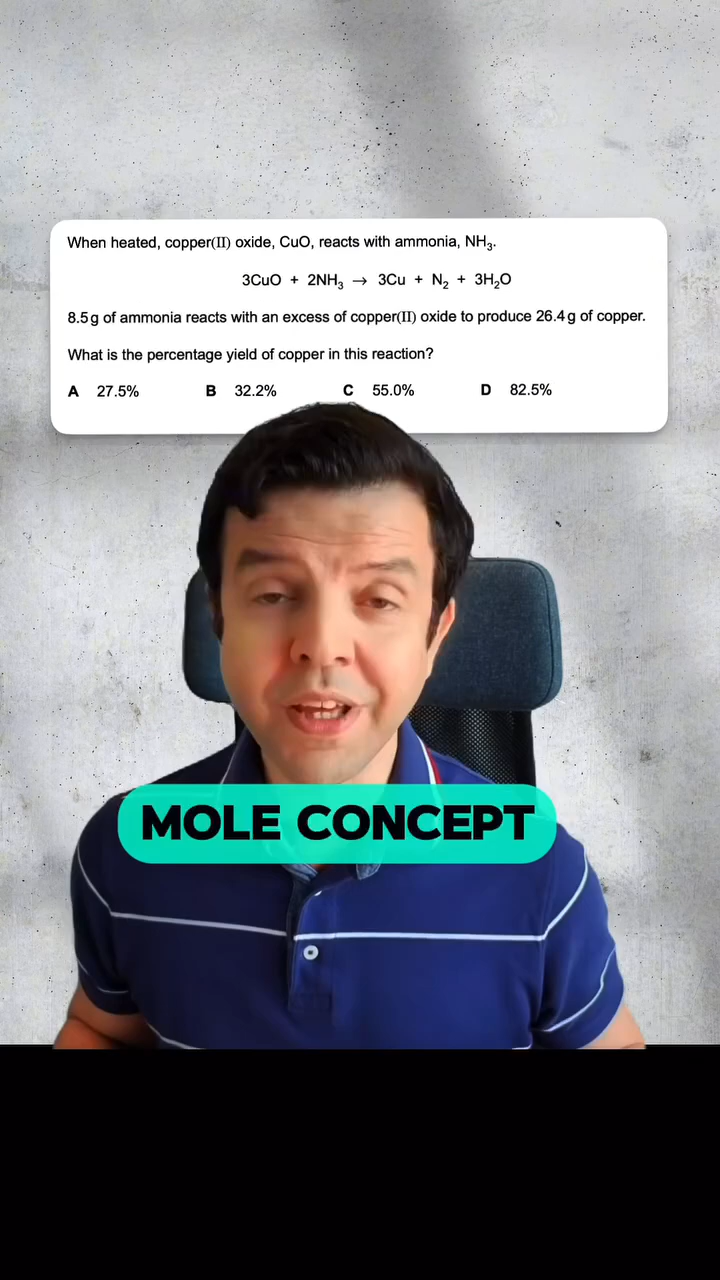 When heated, copper(II) oxide, CuO, reacts with ammonia, NH₃.
3CuO + 2NH₃ → 3Cu + N₂ + 3H₂O
8.5 g of ammonia reacts with an excess of copper(II) oxide to produce 26.4 g of copper.
What is the percentage yield of copper in this reaction?
A 27.5% B 32.2% C 55.0% D 82.5%
MOLE CONCEPT